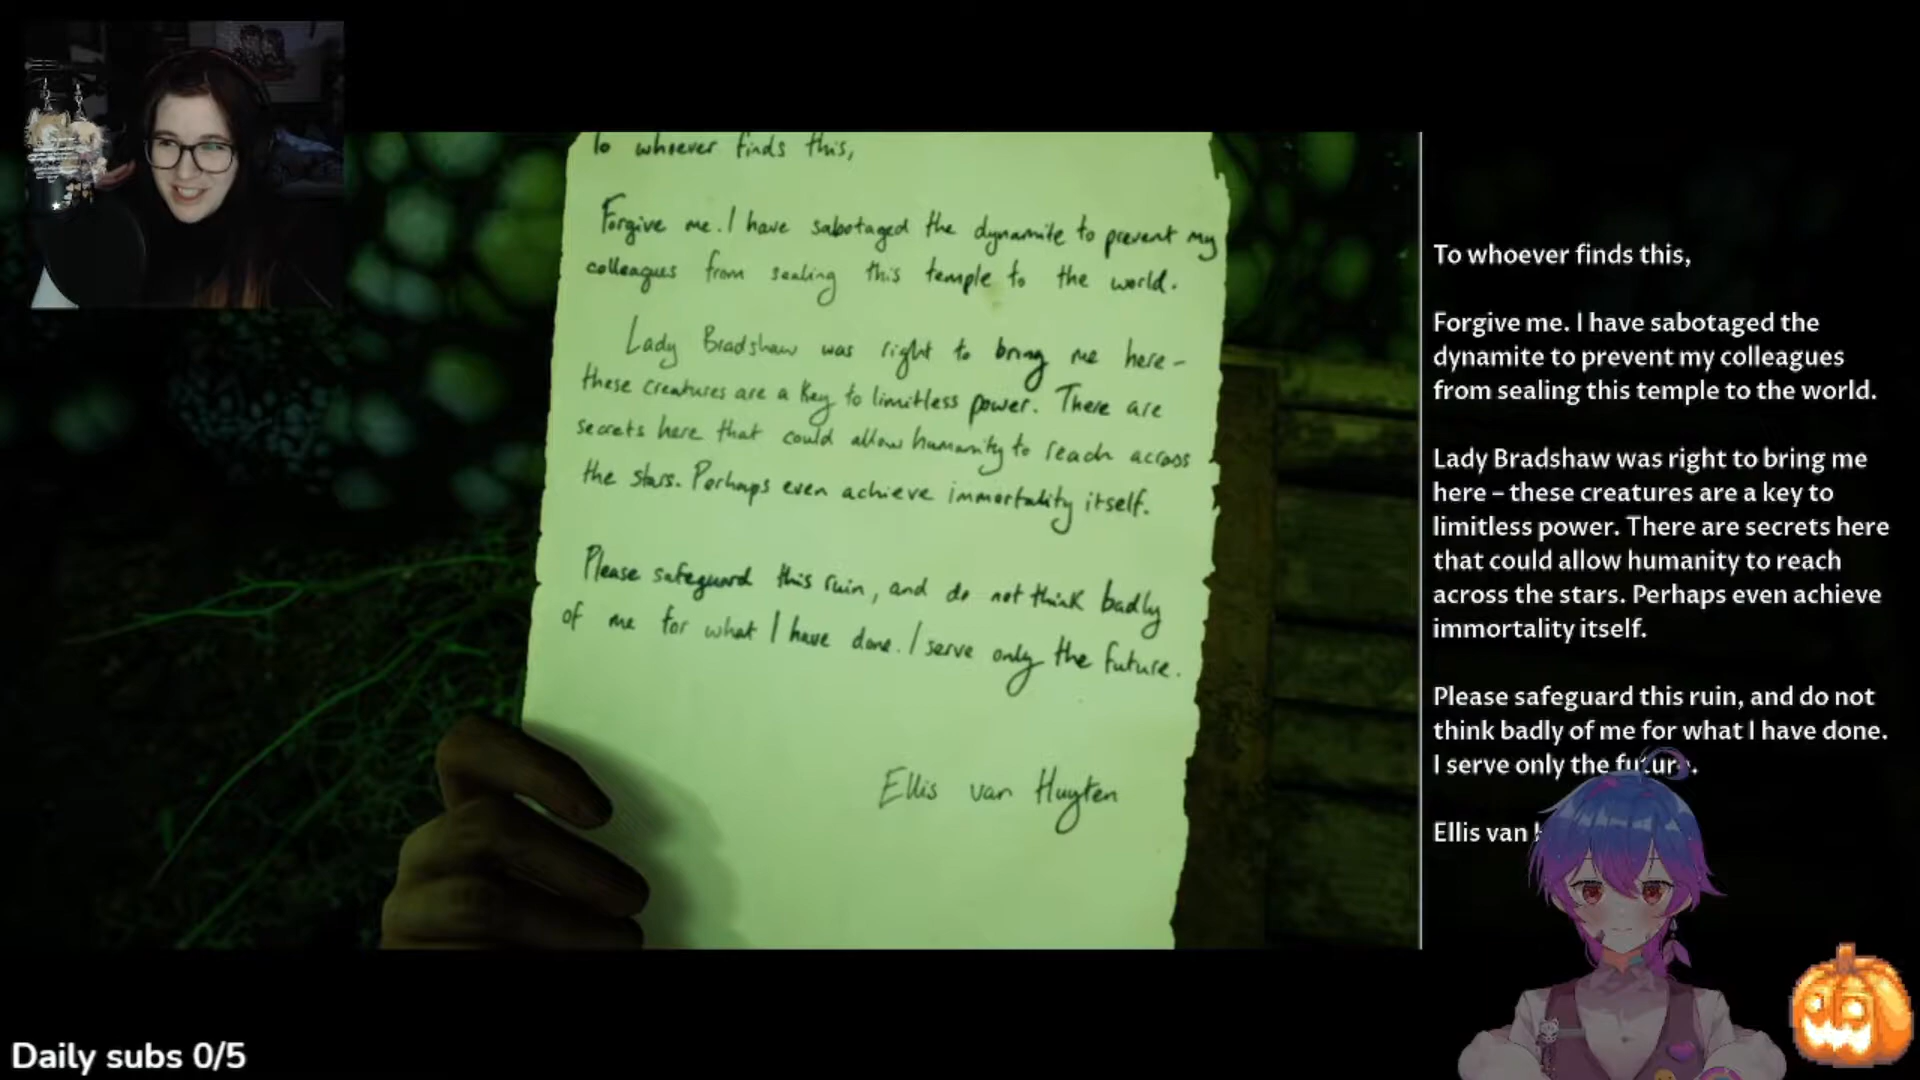 To whoever finds this,
Forgive me. I have sabotaged the dynamite to prevent my
colleagues from sealing this temple to the world.
Lady Bradshaw was right to bring me here –
these creatures are a key to limitless power. There are
secrets here that could allow humanity to reach across
the stars. Perhaps even achieve immortality itself.
Please safeguard this ruin, and do not think badly
of me for what I have done. I serve only the future.
Ellis van Huyten
To whoever finds this,
Forgive me. I have sabotaged the
dynamite to prevent my colleagues
from sealing this temple to the world.
Lady Bradshaw was right to bring me
here – these creatures are a key to
limitless power. There are secrets here
that could allow humanity to reach
across the stars. Perhaps even achieve
immortality itself.
Please safeguard this ruin, and do not
think badly of me for what I have done.
I serve only the future.
Ellis van
Daily subs 0/5